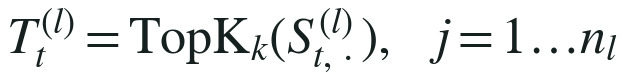 T_t^{(l)} = TopK_k(S_{t, ·}^{(l)}), j = 1…n_l